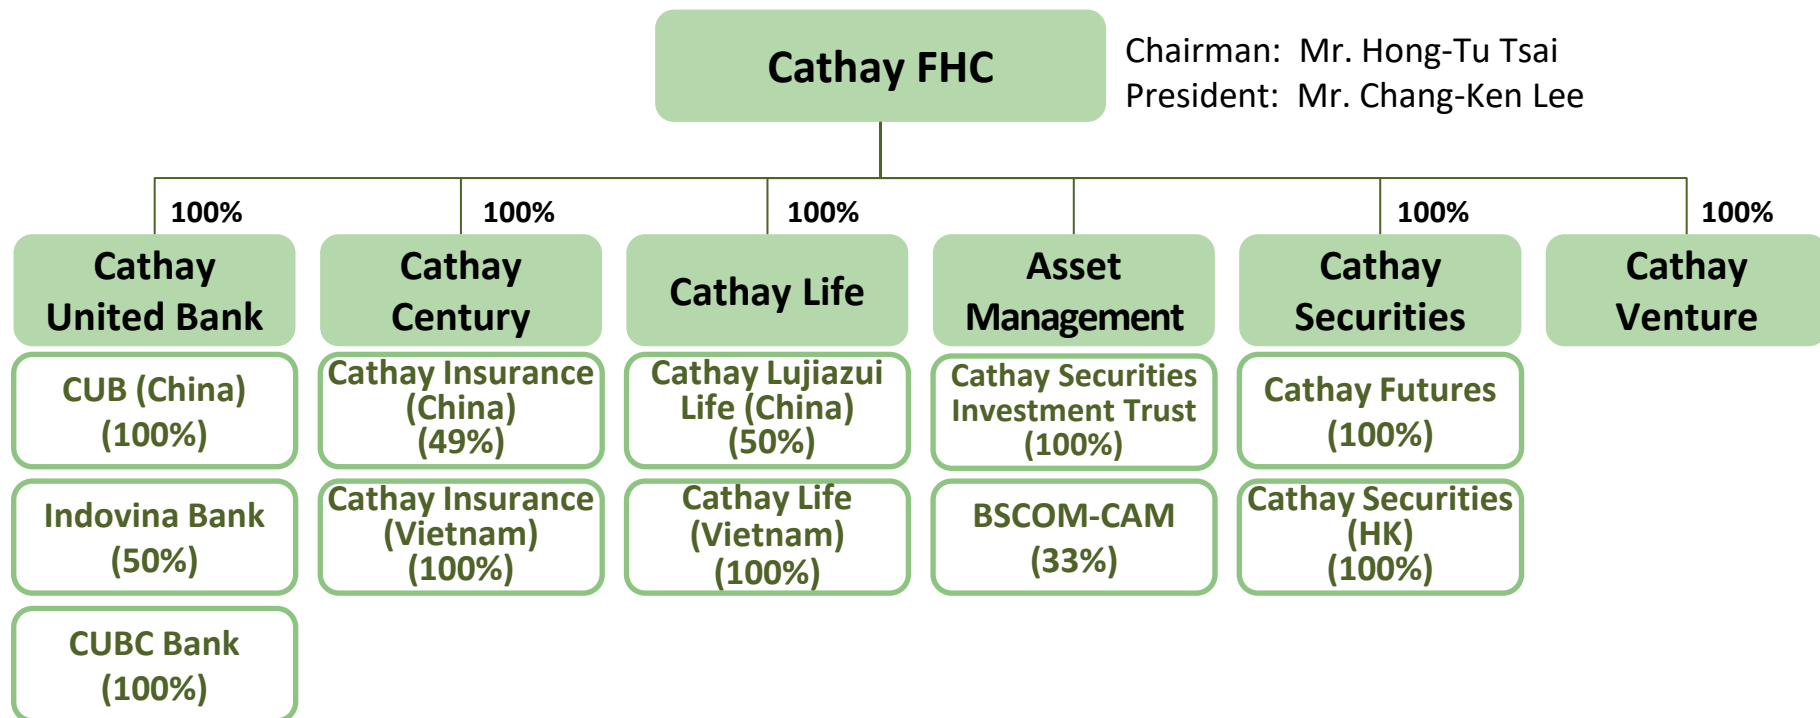 Cathay FHC
Chairman: Mr. Hong-Tu Tsai
President: Mr. Chang-Ken Lee
100%
100%
100%
100%
100%
Cathay
United Bank
CUB (China)
(100%)
Indovina Bank
(50%)
CUBC Bank
(100%)
Cathay
Century
Cathay Insurance
(China)
(49%)
Cathay Insurance
(Vietnam)
(100%)
Cathay Life
Cathay Lujiazui
Life (China)
(50%)
Cathay Life
(Vietnam)
(100%)
Asset
Management
Cathay Securities
Investment Trust
(100%)
BSCOM-CAM
(33%)
Cathay
Securities
Cathay Futures
(100%)
Cathay Securities
(HK)
(100%)
Cathay
Venture